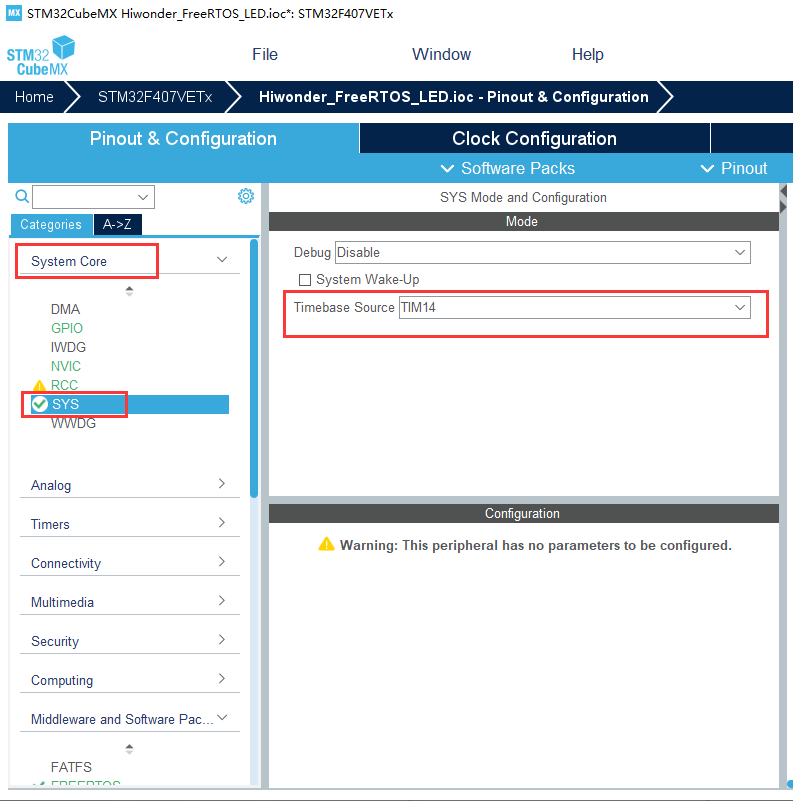 MX STM32CubeMX Hiwonder_FreeRTOS_LED.ioc*: STM32F407VETx
STM32
CubeMX
File Window Help
Home STM32F407VETx Hiwonder_FreeRTOS_LED.ioc - Pinout & Configuration
Pinout & Configuration Clock Configuration
Software Packs Pinout
SYS Mode and Configuration
Categories A->Z
Mode
System Core
Debug Disable
System Wake-Up
Timebase Source TIM14
DMA
GPIO
IWDG
NVIC
RCC
SYS
WWDG
Analog
Timers
Connectivity
Multimedia
Security
Computing
Middleware and Software Pac...
FATFS
FREERTOS
Configuration
Warning: This peripheral has no parameters to be configured.